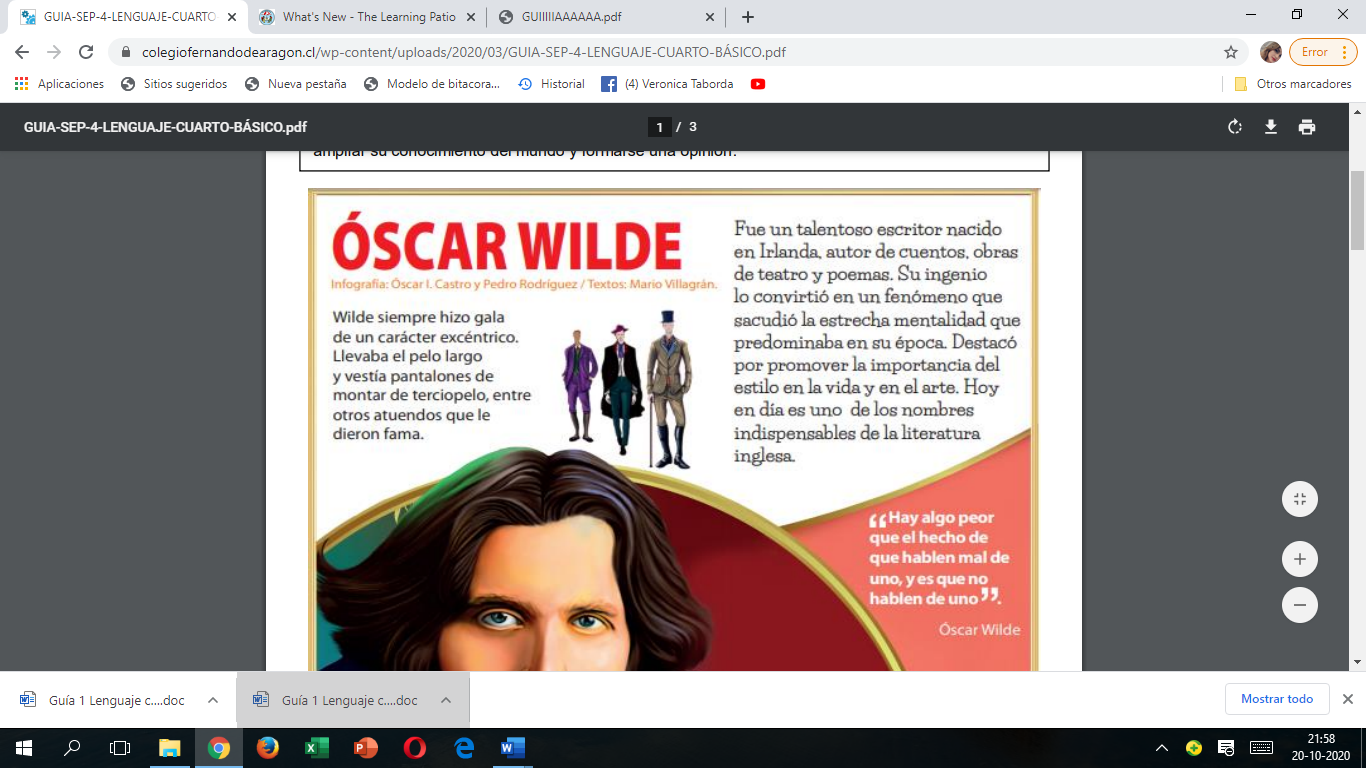 GUIA-SEP-4-LENGUAJE-CUARTO
What's New - The Learning Patio
GUIIIIIAAAAAA.pdf
colegiofernandodearagon.cl/wp-content/uploads/2020/03/GUIA-SEP-4-LENGUAJE-CUARTO-BÁSICO.pdf
Error
Aplicaciones
Sitios sugeridos
Nueva pestaña
Modelo de bitacora...
Historial
(4) Veronica Taborda
Otros marcadores
GUIA-SEP-4-LENGUAJE-CUARTO-BÁSICO.pdf
1 / 3
ampliar su conocimiento del mundo y formarse una opinión.
ÓSCAR WILDE
Infografía: Óscar I. Castro y Pedro Rodríguez / Textos: Mario Villagrán.
Wilde siempre hizo gala
de un carácter excéntrico.
Llevaba el pelo largo
y vestía pantalones de
montar de terciopelo, entre
otros atuendos que le
dieron fama.
Fue un talentoso escritor nacido
en Irlanda, autor de cuentos, obras
de teatro y poemas. Su ingenio
lo convirtió en un fenómeno que
sacudió la estrecha mentalidad que
predominaba en su época. Destacó
por promover la importancia del
estilo en la vida y en el arte. Hoy
en día es uno de los nombres
indispensables de la literatura
inglesa.
“Hay algo peor
que el hecho de
que hablen mal de
uno, y es que no
hablen de uno”.
Óscar Wilde
Guía 1 Lenguaje c....doc
Guía 1 Lenguaje c....doc
Mostrar todo
21:58
20-10-2020